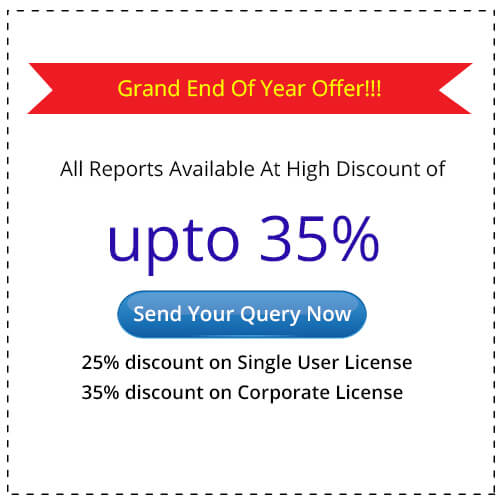 Grand End Of Year Offer!!!
All Reports Available At High Discount of
upto 35%
Send Your Query Now
25% discount on Single User License
35% discount on Corporate License